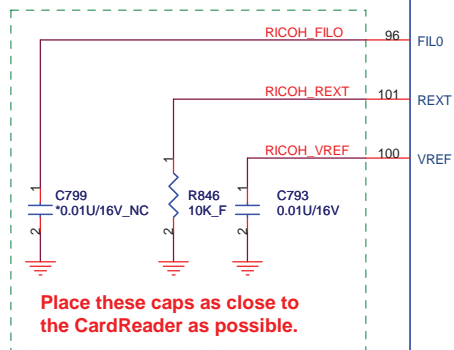 RICOH_FILO 96 FIL0
RICOH_REXT 101 REXT
RICOH_VREF 100 VREF
1 1 1
C799 R846 C793
*0.01U/16V_NC 10K_F 0.01U/16V
2 2 2
Place these caps as close to
the CardReader as possible.